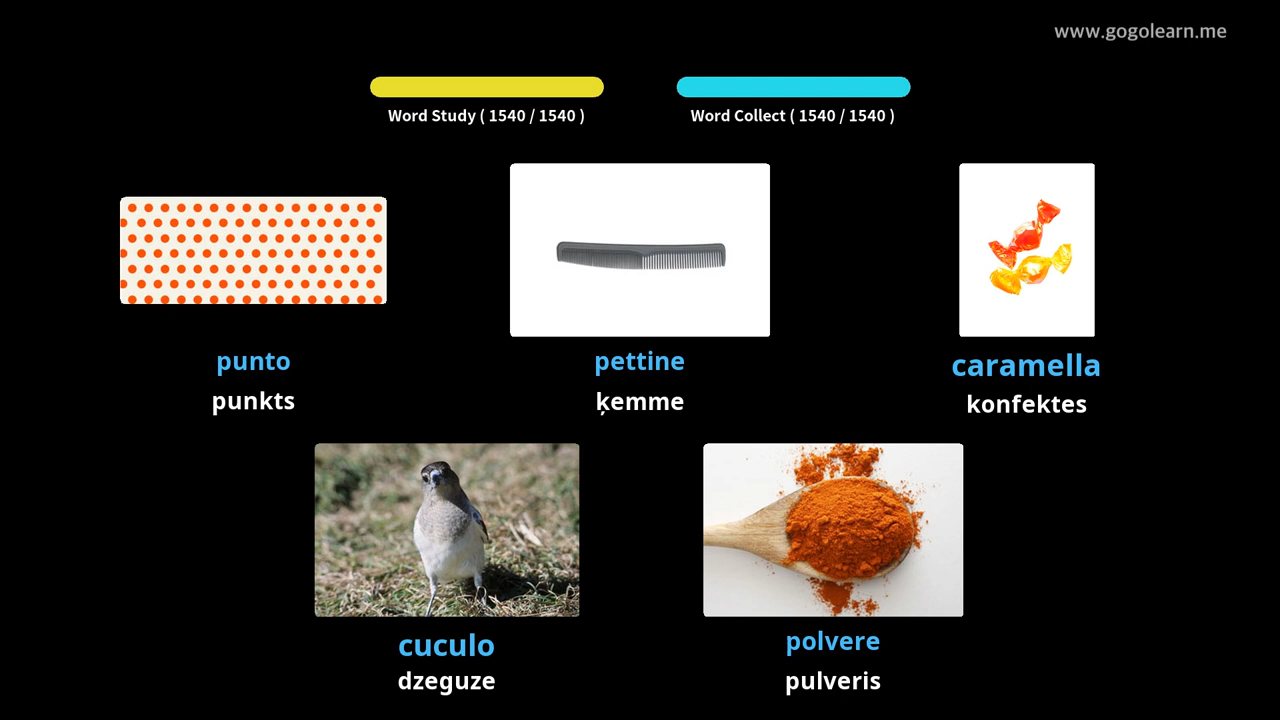 www.gogolearn.me
Word Study ( 1540 / 1540 )
Word Collect ( 1540 / 1540 )
punto
punkts
pettine
ķemme
caramella
konfektes
cuculo
dzeguze
polvere
pulveris